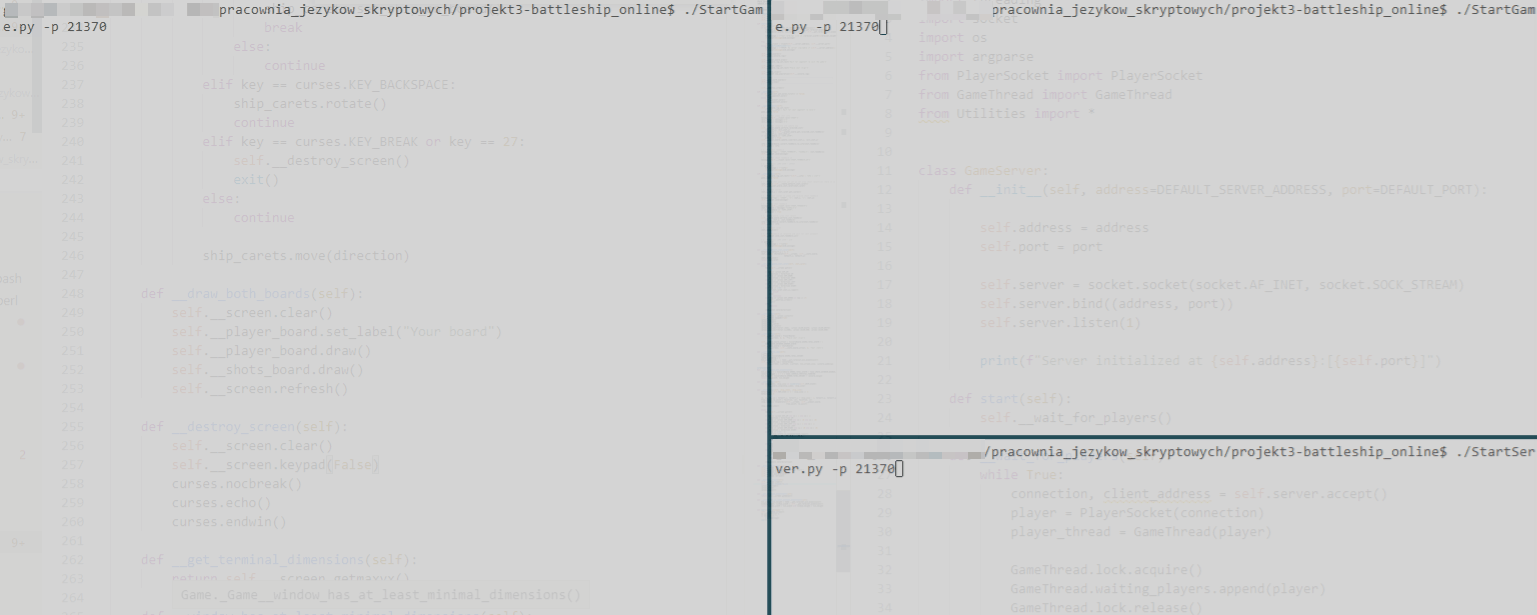 pracownia_jezykow_skryptowych/projekt3-battleship_online$ ./StartGam
e.py -p 21370
break
235 else:
236 continue
237 elif key == curses.KEY_BACKSPACE:
238 ship_carets.rotate()
239 continue
240 elif key == curses.KEY_BREAK or key == 27:
241 self.__destroy_screen()
242 exit()
243 else:
244 continue
245
246 ship_carets.move(direction)
247
248 def __draw_both_boards(self):
249 self.__screen.clear()
250 self.__player_board.set_label("Your board")
251 self.__player_board.draw()
252 self.__shots_board.draw()
253 self.__screen.refresh()
254
255 def __destroy_screen(self):
256 self.__screen.clear()
257 self.__screen.keypad(False)
258 curses.nocbreak()
259 curses.echo()
260 curses.endwin()
261
262 def __get_terminal_dimensions(self):
263 return self.__screen.getmaxyx()
264 Game._Game__window_has_at_least_minimal_dimensions()
9+
7
2
9+
pracownia_jezykow_skryptowych/projekt3-battleship_online$ ./StartGam
e.py -p 21370
import socket
import os
5 import argparse
6 from PlayerSocket import PlayerSocket
7 from GameThread import GameThread
8 from Utilities import *
9
10
11 class GameServer:
12 def __init__(self, address=DEFAULT_SERVER_ADDRESS, port=DEFAULT_PORT):
13
14 self.address = address
15 self.port = port
16
17 self.server = socket.socket(socket.AF_INET, socket.SOCK_STREAM)
18 self.server.bind((address, port))
19 self.server.listen(1)
20
21 print(f"Server initialized at {self.address}:[{self.port}]")
22
23 def start(self):
24 self.__wait_for_players()
/pracownia_jezykow_skryptowych/projekt3-battleship_online$ ./StartSer
ver.py -p 21370
while True:
28 connection, client_address = self.server.accept()
29 player = PlayerSocket(connection)
30 player_thread = GameThread(player)
31
32 GameThread.lock.acquire()
33 GameThread.waiting_players.append(player)
34 GameThread.lock.release()